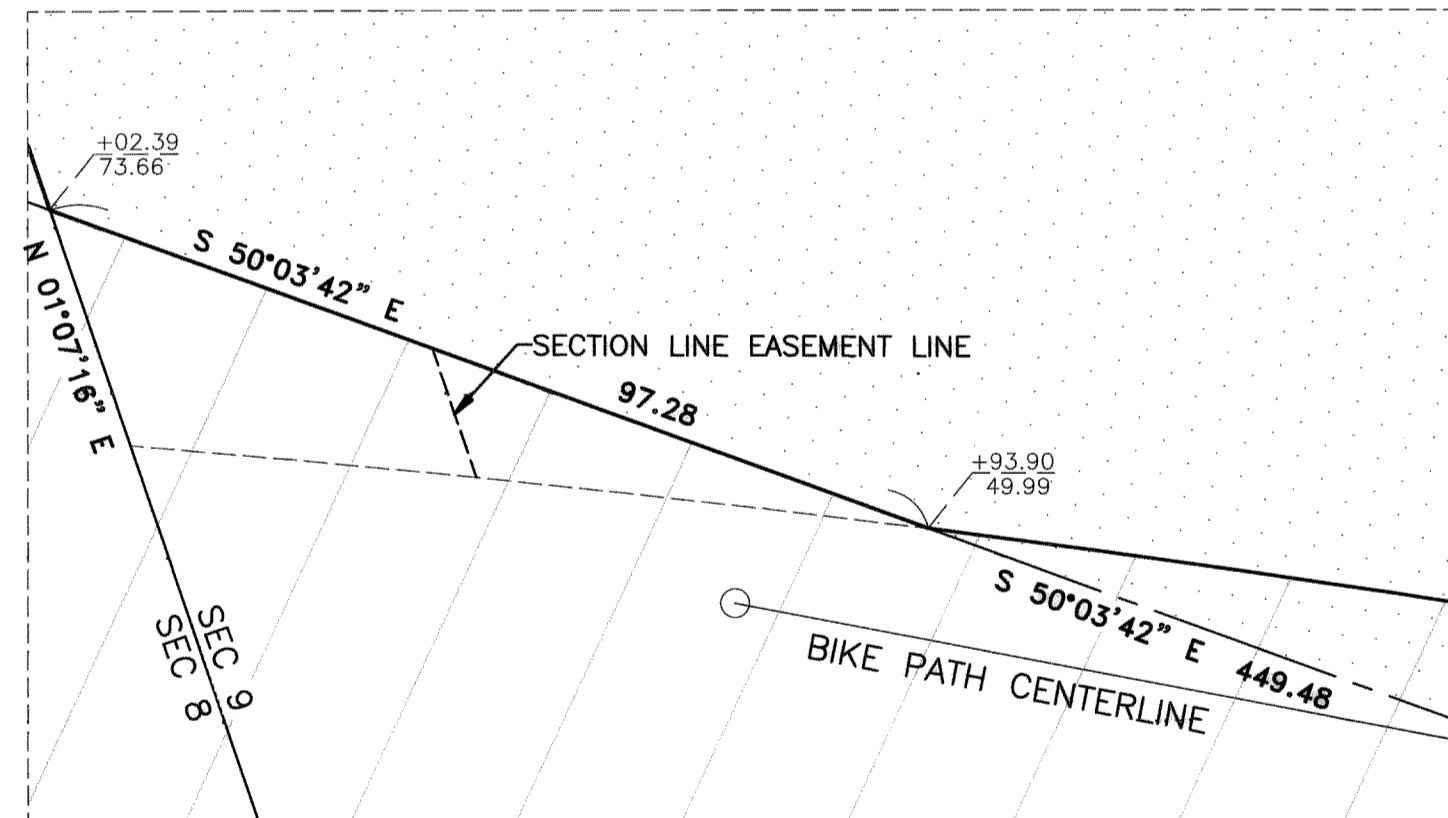 +02.39
73.66
S 50°03'42" E
N 01°07'16" E
SECTION LINE EASEMENT LINE
97.28
+93.90
49.99
S 50°03'42" E 449.48
BIKE PATH CENTERLINE
SEC 9
SEC 8